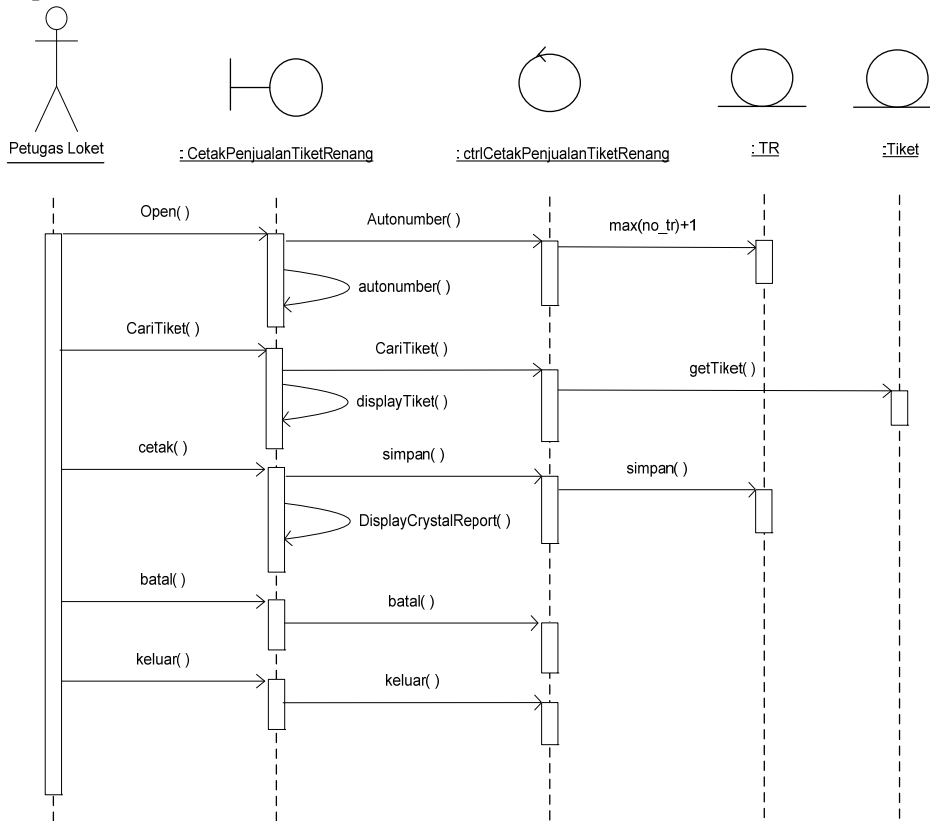 Petugas Loket
: CetakPenjualanTiketRenang
: ctrlCetakPenjualanTiketRenang
: TR
:Tiket
Open( )
Autonumber( )
max(no_tr)+1
autonumber( )
CariTiket( )
CariTiket( )
getTiket( )
displayTiket( )
cetak( )
simpan( )
simpan( )
DisplayCrystalReport( )
batal( )
batal( )
keluar( )
keluar( )